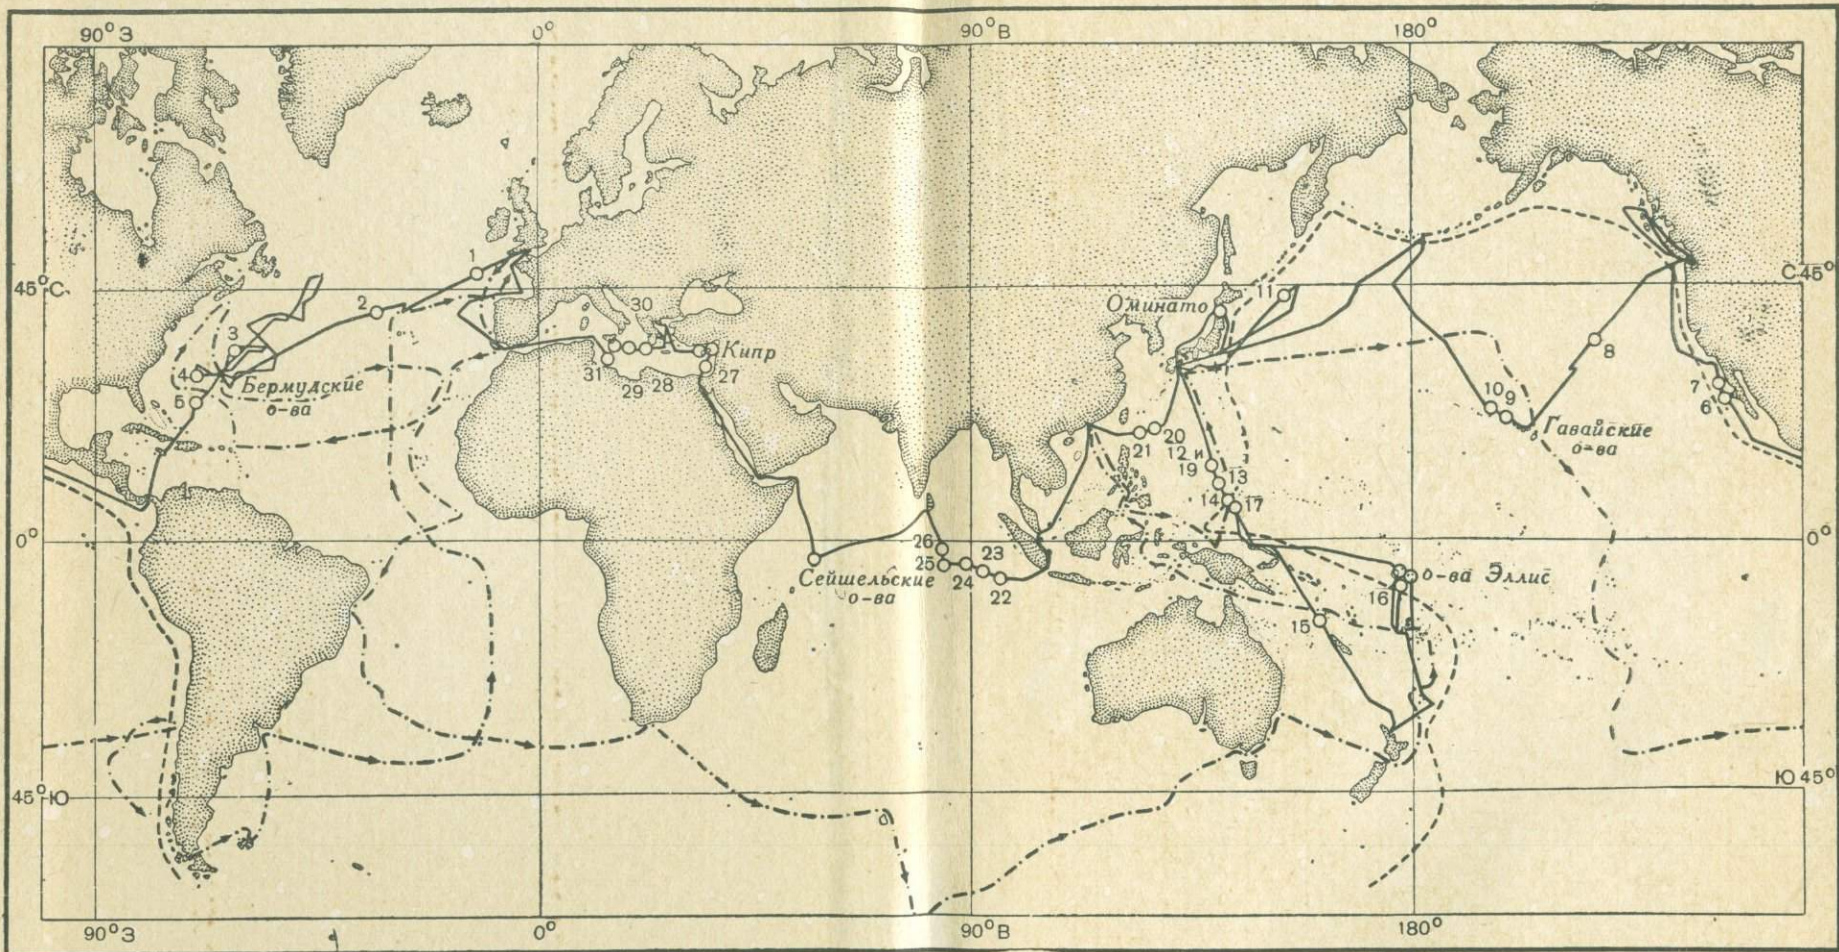 90°З
0°
90°В
180°
45°С
1
2
3
4
5
Бермудские
о-ва
30
31
29
28
27
Кипр
Оминато
11
С 45°
8
7
6
10 9
Гавайские
о-ва
20
21
12 и
19
13
14
17
0°
0°
26
25
23
24
22
Сейшельские
о-ва
о-ва Эллис
16
15
45°Ю
Ю 45°
90°З
0°
90°В
180°